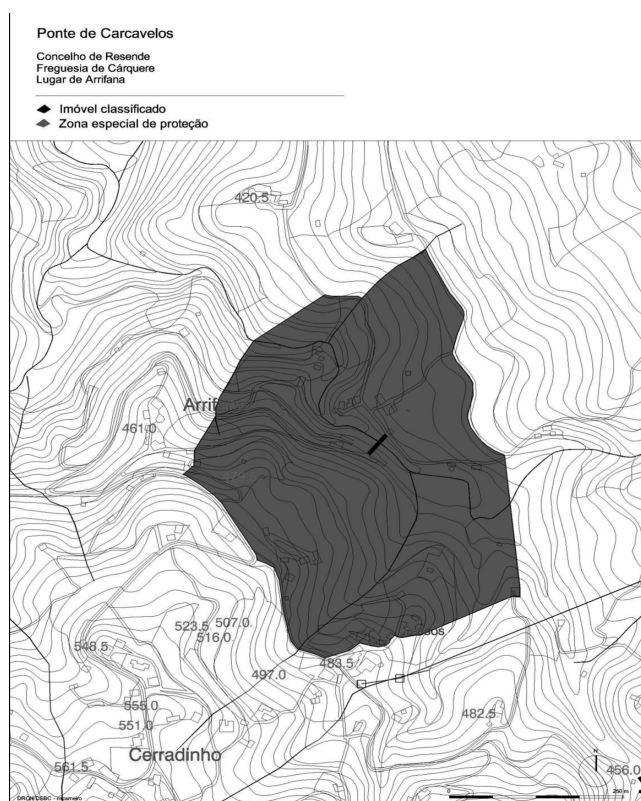 Ponte de Carcavelos
Concelho de Resende
Freguesia de Cárquere
Lugar de Arrifana
Imóvel classificado
Zona especial de proteção
420.5
461.0
523.5
507.0
516.0
548.5
483.5
497.0
555.0
551.0
482.5
Cerradinho
561.5
N
456.0
0
250 m